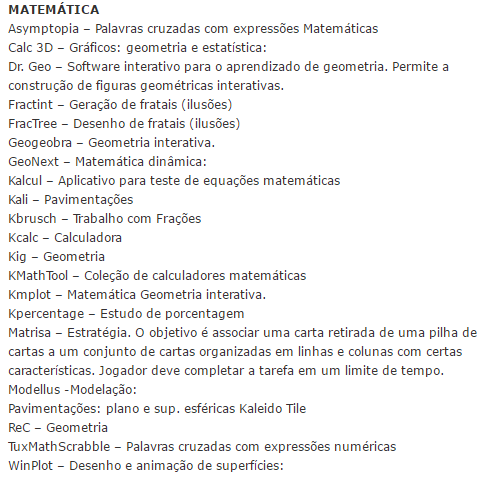 MATEMÁTICA
Asymptopia – Palavras cruzadas com expressões Matemáticas
Calc 3D – Gráficos: geometria e estatística:
Dr. Geo – Software interativo para o aprendizado de geometria. Permite a
construção de figuras geométricas interativas.
Fractint – Geração de fratais (ilusões)
FracTree – Desenho de fratais (ilusões)
Geogeobra – Geometria interativa.
GeoNext – Matemática dinâmica:
Kalcul – Aplicativo para teste de equações matemáticas
Kali – Pavimentações
Kbrusch – Trabalho com Frações
Kcalc – Calculadora
Kig – Geometria
KMathTool – Coleção de calculadores matemáticas
Kmplot – Matemática Geometria interativa.
Kpercentage – Estudo de porcentagem
Matrisa – Estratégia. O objetivo é associar uma carta retirada de uma pilha de
cartas a um conjunto de cartas organizadas em linhas e colunas com certas
características. Jogador deve completar a tarefa em um limite de tempo.
Modellus -Modelação:
Pavimentações: plano e sup. esféricas Kaleido Tile
ReC – Geometria
TuxMathScrabble – Palavras cruzadas com expressões numéricas
WinPlot – Desenho e animação de superfícies: